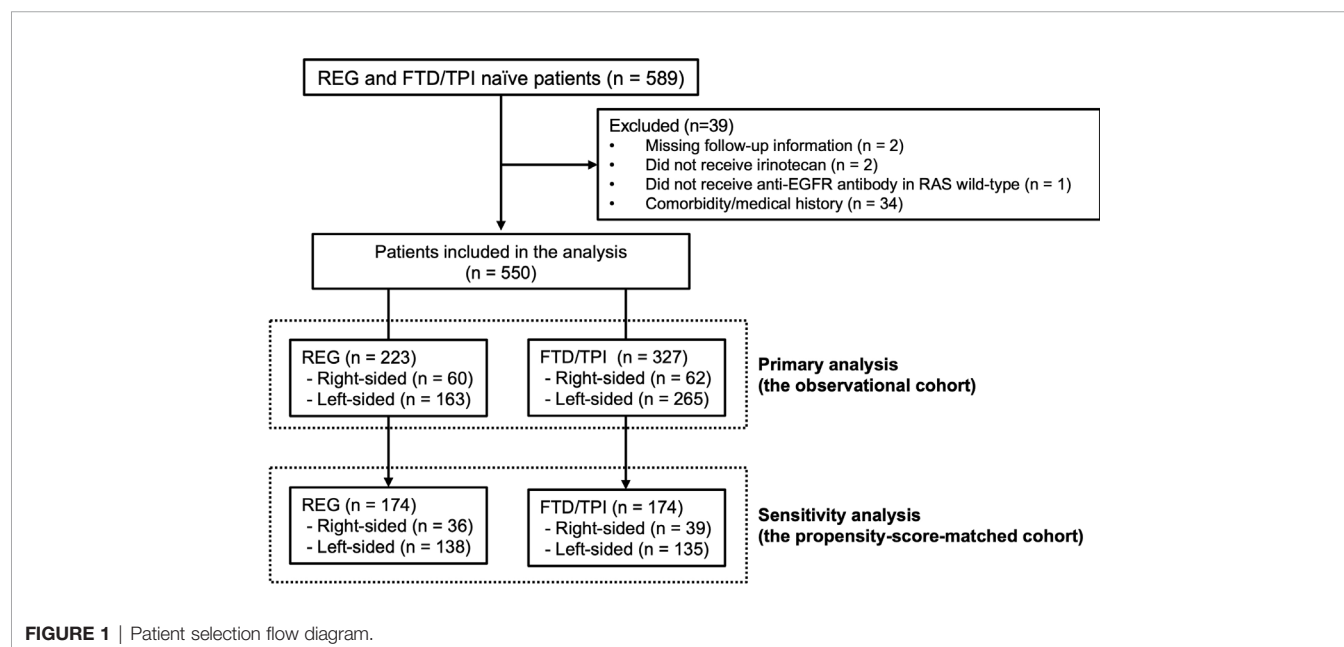 REG and FTD/TPI naïve patients (n = 589)
Excluded (n=39)
• Missing follow-up information (n = 2)
• Did not receive irinotecan (n = 2)
• Did not receive anti-EGFR antibody in RAS wild-type (n = 1)
• Comorbidity/medical history (n = 34)
Patients included in the analysis
(n = 550)
REG (n = 223)
- Right-sided (n = 60)
- Left-sided (n = 163)
FTD/TPI (n = 327)
- Right-sided (n = 62)
- Left-sided (n = 265)
Primary analysis
(the observational cohort)
REG (n = 174)
- Right-sided (n = 36)
- Left-sided (n = 138)
FTD/TPI (n = 174)
- Right-sided (n = 39)
- Left-sided (n = 135)
Sensitivity analysis
(the propensity-score-matched cohort)
FIGURE 1 | Patient selection flow diagram.